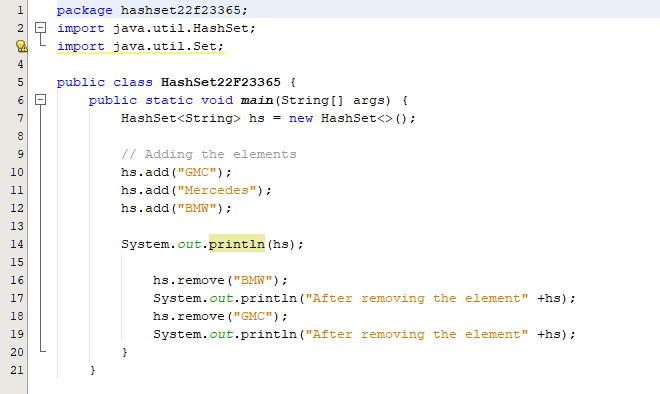 1 package hashset22f23365;
2 import java.util.HashSet;
import java.util.Set;
4
5 public class HashSet22F23365 {
6     public static void main(String[] args) {
7         HashSet<String> hs = new HashSet<>();
8
9         // Adding the elements
10         hs.add("GMC");
11         hs.add("Mercedes");
12         hs.add("BMW");
13
14         System.out.println(hs);
15
16             hs.remove("BMW");
17             System.out.println("After removing the element" +hs);
18             hs.remove("GMC");
19             System.out.println("After removing the element" +hs);
20         }
21     }